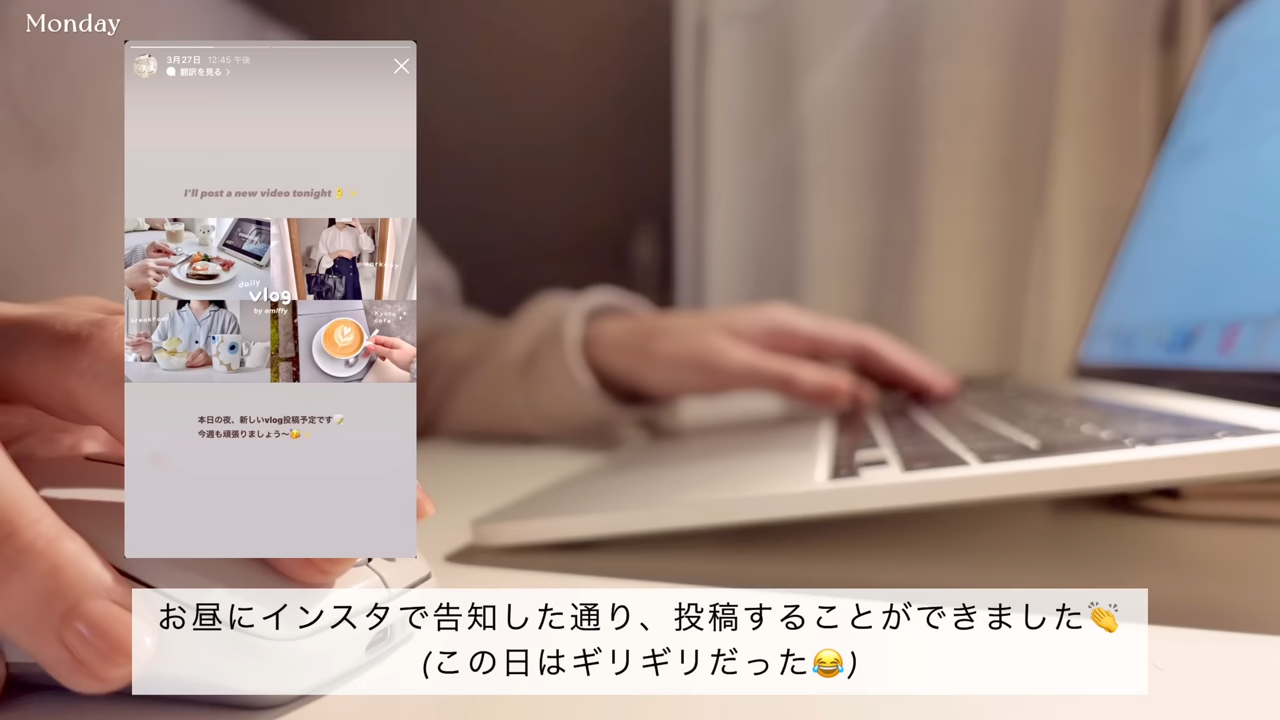 Monday
3月27日 12:45 午後
翻訳を見る >
I'll post a new video tonight
daily
vlog
by emiffy
workday
breakfast
Kyoto
cafe
本日の夜、新しいvlog投稿予定です🍞
今週も頑張りましょう〜🥳
お昼にインスタで告知した通り、投稿することができました👏
(この日はギリギリだった😂)